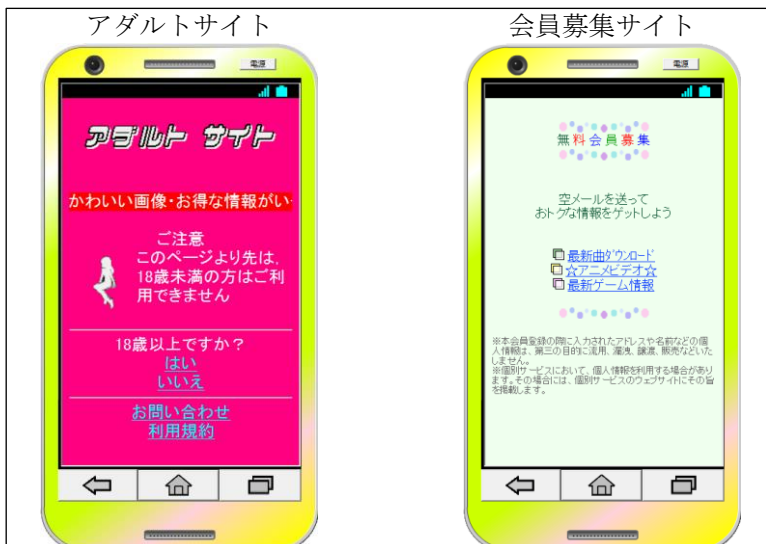 アダルトサイト
電源
アダルト サイト
かわいい画像・お得な情報がい
ご注意
このページより先は、
18歳未満の方はご利
用できません
18歳以上ですか？
はい
いいえ
お問い合わせ
利用規約
会員募集サイト
電源
無料会員募集
空メールを送って
おトクな情報をゲットしよう
最新曲ダウンロード
☆アニメビデオ☆
最新ゲーム情報
※本会員登録の際に入力されたアドレスや名前などの個
人情報は、第三の目的に流用、漏洩、譲渡、販売などいた
しません。
※個別サービスにおいて、個人情報を利用する場合があり
ます。その場合には、個別サービスのウェブサイトにその旨
を掲載します。